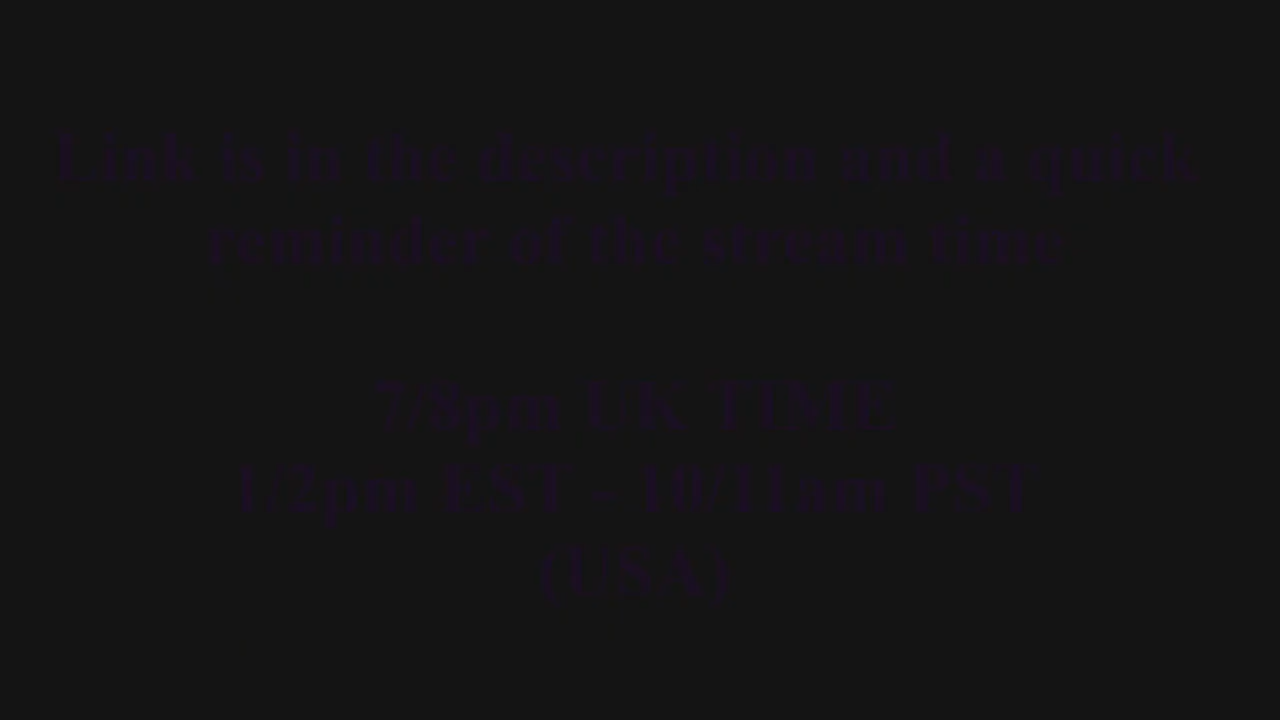 Link is in the description and a quick
reminder of the stream time
7/8pm UK TIME
1/2pm EST - 10/11am PST
(USA)